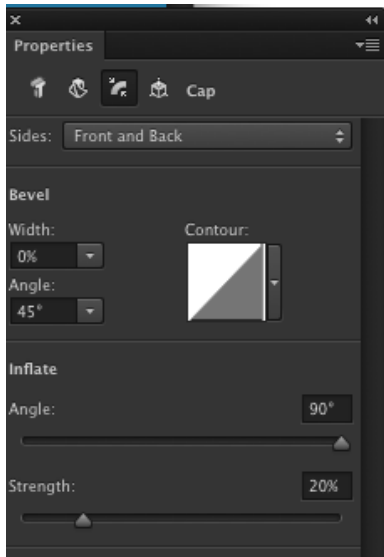 Properties
Cap
Sides: Front and Back
Bevel
Width: Contour:
0%
Angle:
45°
Inflate
Angle: 90°
Strength: 20%